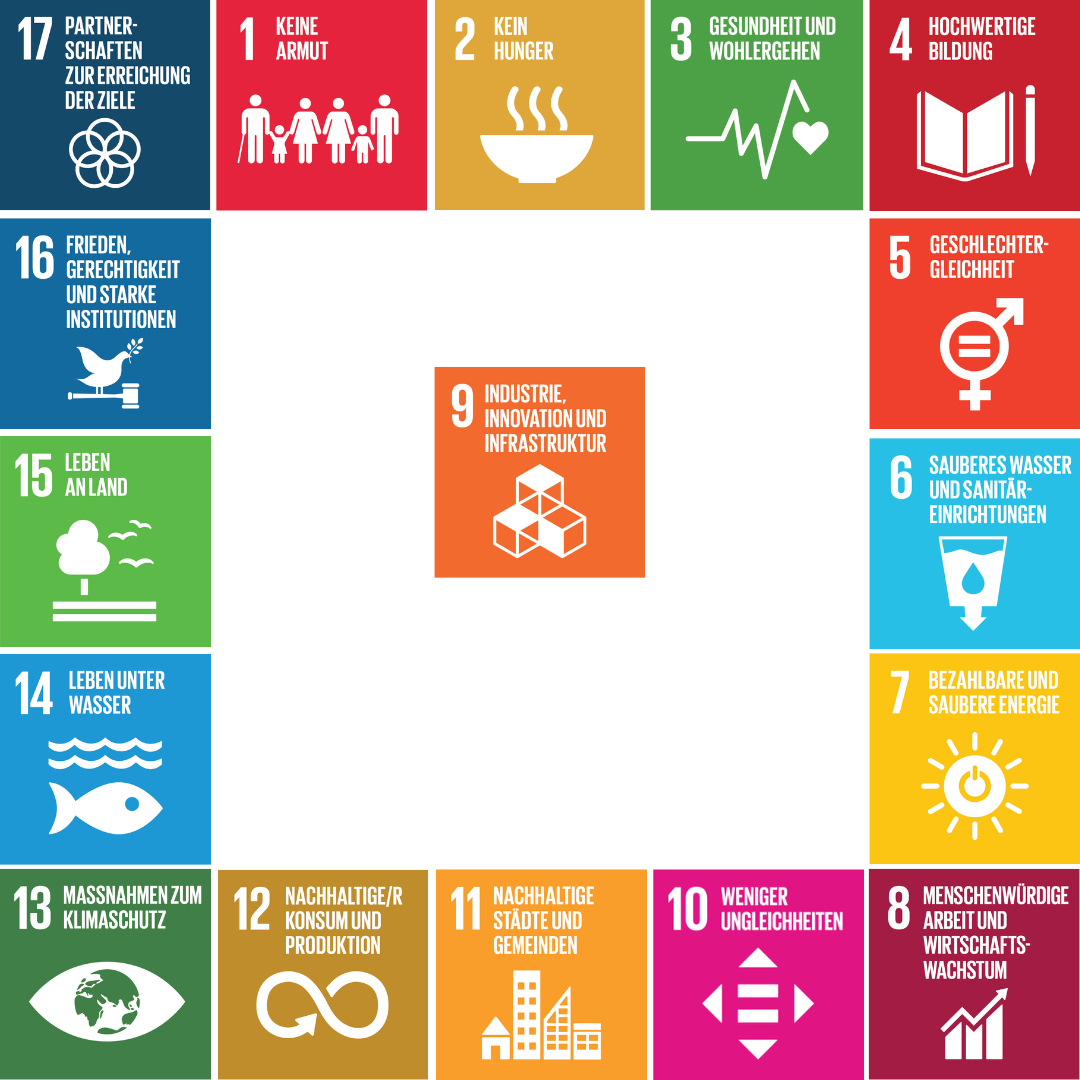 17 PARTNER-
SCHAFTEN
ZUR ERREICHUNG
DER ZIELE
1 KEINE
ARMUT
2 KEIN
HUNGER
3 GESUNDHEIT UND
WOHLERGEHEN
4 HOCHWERTIGE
BILDUNG
16 FRIEDEN,
GERECHTIGKEIT
UND STARKE
INSTITUTIONEN
5 GESCHLECHTER-
GLEICHHEIT
9 INDUSTRIE,
INNOVATION UND
INFRASTRUKTUR
15 LEBEN
AN LAND
6 SAUBERES WASSER
UND SANITÄR-
EINRICHTUNGEN
14 LEBEN UNTER
WASSER
7 BEZAHLBARE UND
SAUBERE ENERGIE
13 MASSNAHMEN ZUM
KLIMASCHUTZ
12 NACHHALTIGE/R
KONSUM UND
PRODUKTION
11 NACHHALTIGE
STÄDTE UND
GEMEINDEN
10 WENIGER
UNGLEICHHEITEN
8 MENSCHENWÜRDIGE
ARBEIT UND
WIRTSCHAFTS-
WACHSTUM